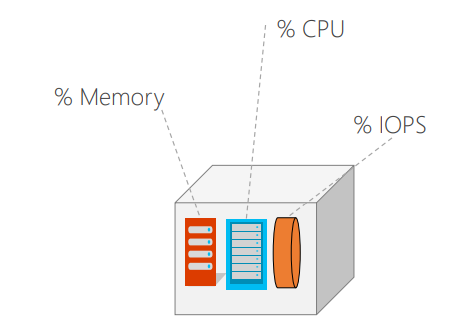 % CPU
% Memory
% IOPS